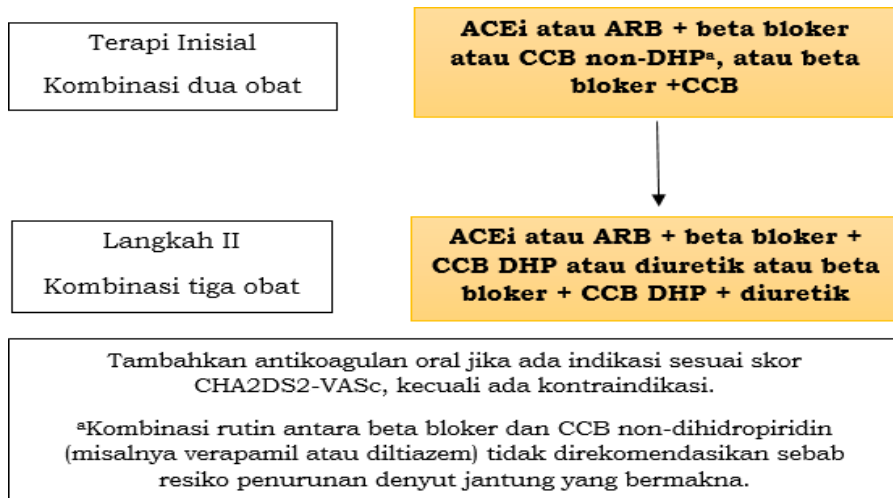 Terapi Inisial
Kombinasi dua obat
ACEi atau ARB + beta bloker
atau CCB non-DHPᵃ, atau beta
bloker +CCB
Langkah II
Kombinasi tiga obat
ACEi atau ARB + beta bloker +
CCB DHP atau diuretik atau beta
bloker + CCB DHP + diuretik
Tambahkan antikoagulan oral jika ada indikasi sesuai skor
CHA2DS2-VASc, kecuali ada kontraindikasi.
ᵃKombinasi rutin antara beta bloker dan CCB non-dihidropiridin
(misalnya verapamil atau diltiazem) tidak direkomendasikan sebab
resiko penurunan denyut jantung yang bermakna.